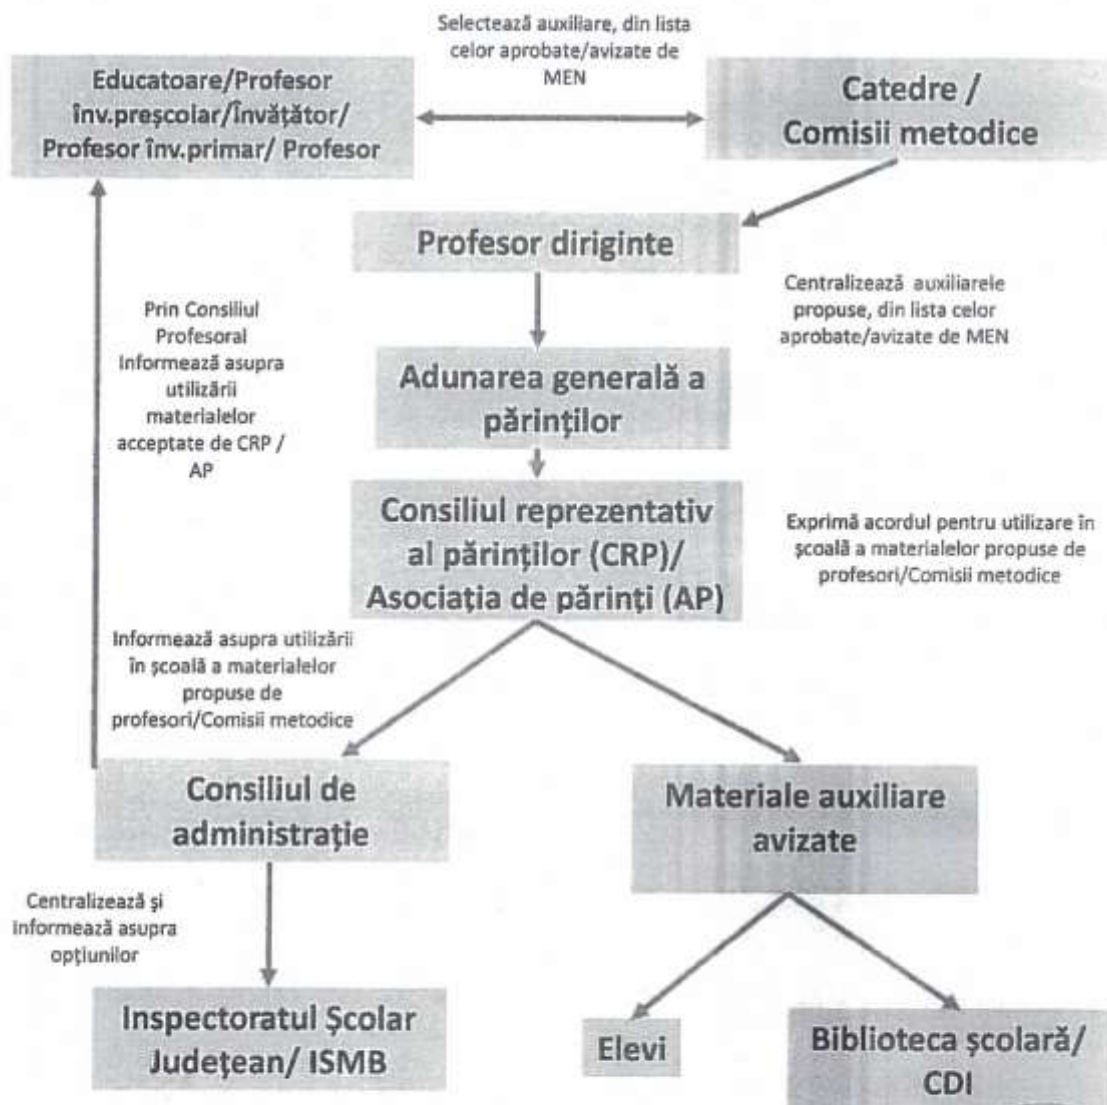 Selectează auxiliare, din lista
celor aprobate/avizate de
MEN
Educatoare/Profesor
înv.preșcolar/Învățător/
Profesor înv.primar/ Profesor
Catedre /
Comisii metodice
Profesor diriginte
Centralizează auxiliarele
propuse, din lista celor
aprobate/avizate de MEN
Prin Consiliul
Profesoral
Informează asupra
utilizării
materialelor
acceptate de CRP /
AP
Adunarea generală a
părinților
Consiliul reprezentativ
al părinților (CRP)/
Asociația de părinți (AP)
Exprimă acordul pentru utilizare în
școală a materialelor propuse de
profesori/Comisii metodice
Informează asupra utilizării
în școală a materialelor
propuse de
profesori/Comisii metodice
Consiliul de
administrație
Materiale auxiliare
avizate
Centralizează și
Informează asupra
opțiunilor
Inspectoratul Școlar
Județean/ ISMB
Elevi
Biblioteca școlară/
CDI